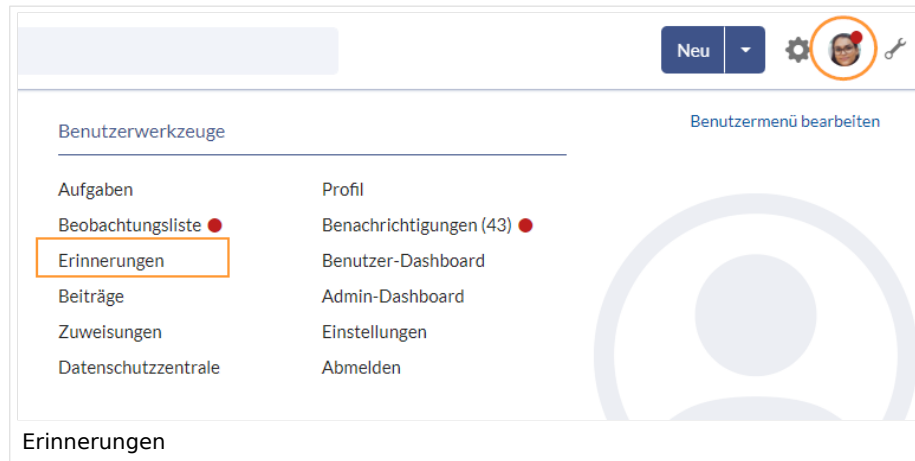 Neu
Benutzerwerkzeuge
Benutzermenü bearbeiten
Aufgaben
Profil
Beobachtungsliste
Benachrichtigungen (43)
Erinnerungen
Benutzer-Dashboard
Beiträge
Admin-Dashboard
Zuweisungen
Einstellungen
Datenschutzzentrale
Abmelden
Erinnerungen